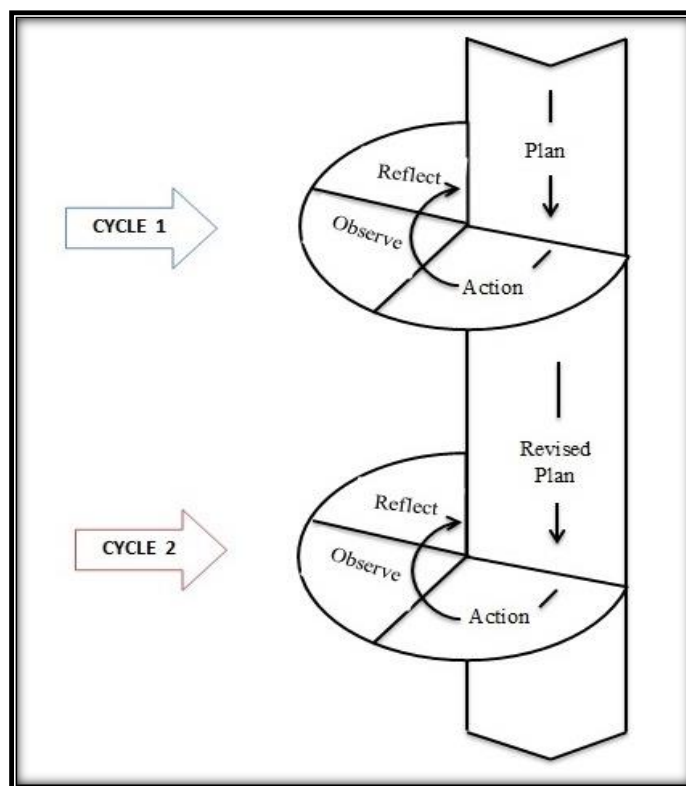 Plan
Reflect
CYCLE 1
Observe
Action
Revised
Plan
Reflect
CYCLE 2
Observe
Action